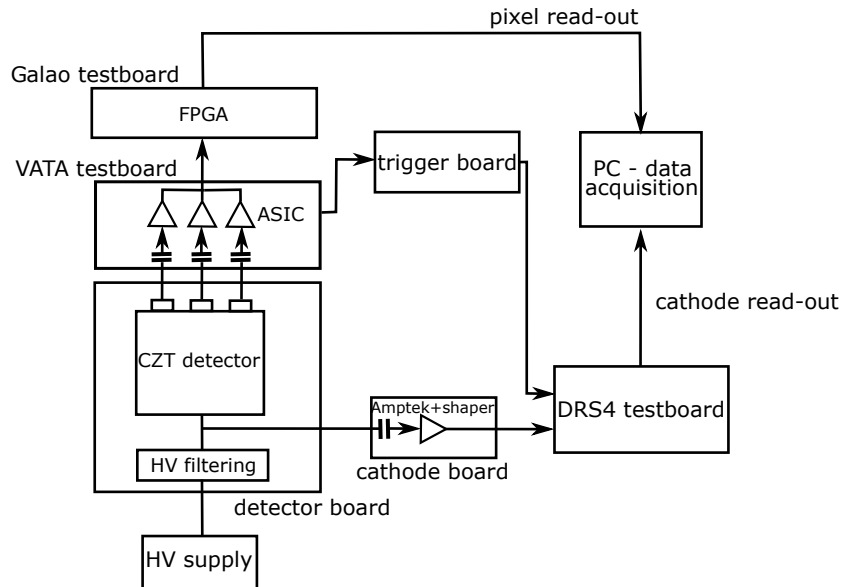 pixel read-out
Galao testboard
FPGA
VATA testboard
ASIC
trigger board
PC - data
acquisition
cathode read-out
CZT detector
Amptek+shaper
DRS4 testboard
HV filtering
cathode board
detector board
HV supply